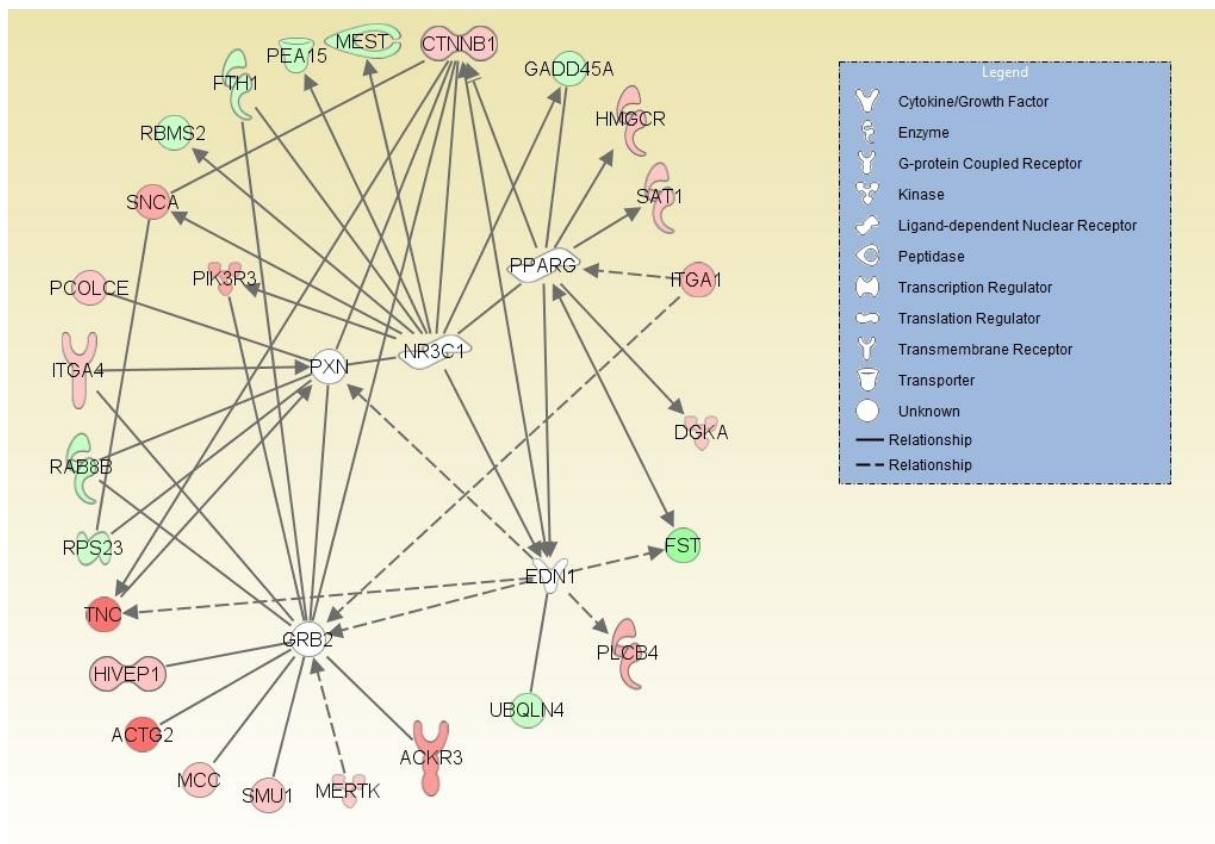 MEST
CTNNB1
PEA15
GADD45A
FTH1
HMGCR
RBMS2
SNCA
SAT1
PPARG
ITGA1
PIK3R3
PCOLCE
NR3C1
PXN
ITGA4
DGKA
RAB8B
RPS23
FST
EDN1
TNC
GRB2
PLCB4
HIVEP1
UBQLN4
ACTG2
ACKR3
MCC
SMU1
MERTK
Legend
Cytokine/Growth Factor
Enzyme
G-protein Coupled Receptor
Kinase
Ligand-dependent Nuclear Receptor
Peptidase
Transcription Regulator
Translation Regulator
Transmembrane Receptor
Transporter
Unknown
Relationship
Relationship